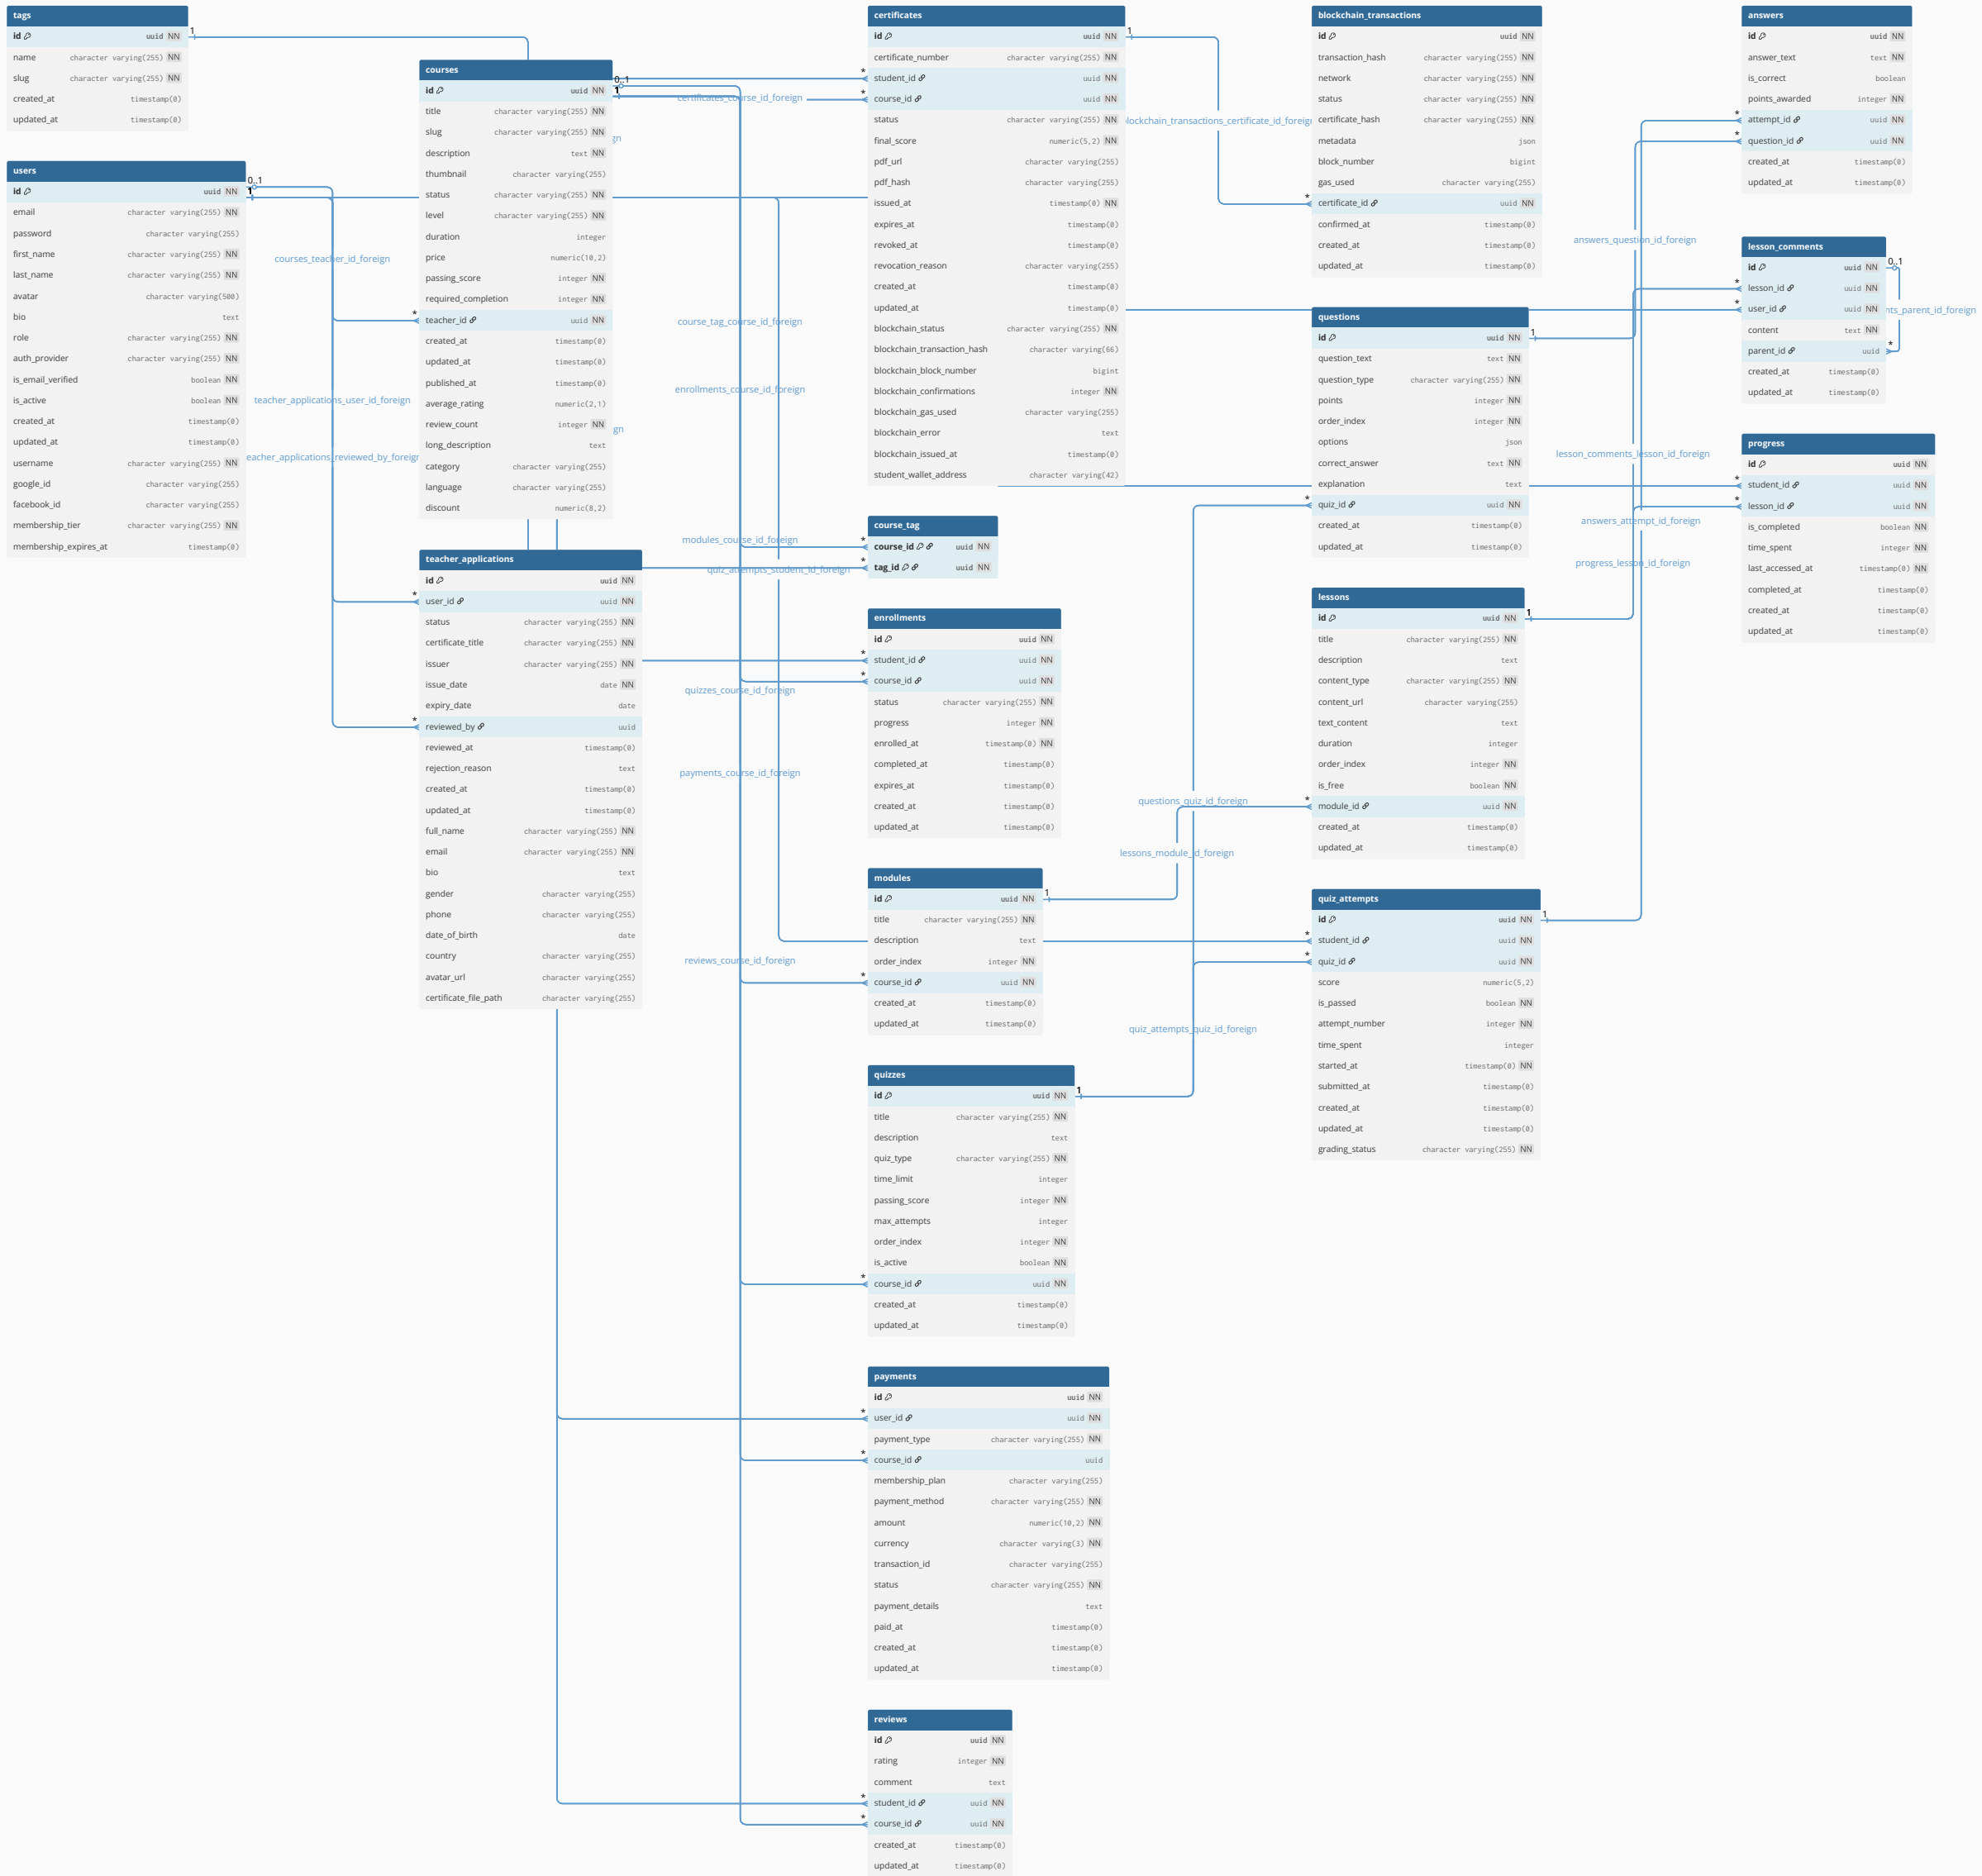 tags
id uuid NN
name character varying(255) NN
slug character varying(255) NN
created_at timestamp(0)
updated_at timestamp(0)
1
users
id uuid NN
email character varying(255) NN
password character varying(255)
first_name character varying(255) NN
last_name character varying(255) NN
avatar character varying(500)
bio text
role character varying(255) NN
auth_provider character varying(255) NN
is_email_verified boolean NN
is_active boolean NN
created_at timestamp(0)
updated_at timestamp(0)
username character varying(255) NN
google_id character varying(255)
facebook_id character varying(255)
membership_tier character varying(255) NN
membership_expires_at timestamp(0)
0..1
1
courses_teacher_id_foreign
teacher_applications_user_id_foreign
eacher_applications_reviewed_by_foreign
courses
id uuid NN
title character varying(255) NN
slug character varying(255) NN
description text NN
thumbnail character varying(255)
status character varying(255) NN
level character varying(255) NN
duration integer
price numeric(10,2)
passing_score integer NN
required_completion integer NN
* teacher_id uuid NN
created_at timestamp(0)
updated_at timestamp(0)
published_at timestamp(0)
average_rating numeric(2,1)
review_count integer NN
long_description text
category character varying(255)
language character varying(255)
discount numeric(8,2)
0..1
1
gn
gn
teacher_applications
id uuid NN
* user_id uuid NN
status character varying(255) NN
certificate_title character varying(255) NN
issuer character varying(255) NN
issue_date date NN
expiry_date date
* reviewed_by uuid
reviewed_at timestamp(0)
rejection_reason text
created_at timestamp(0)
updated_at timestamp(0)
full_name character varying(255) NN
email character varying(255) NN
bio text
gender character varying(255)
phone character varying(255)
date_of_birth date
country character varying(255)
avatar_url character varying(255)
certificate_file_path character varying(255)
certificates_course_id_foreign
course_tag_course_id_foreign
enrollments_course_id_foreign
modules_course_id_foreign
quiz_attempts_student_id_foreign
quizzes_course_id_foreign
payments_course_id_foreign
reviews_course_id_foreign
certificates
id uuid NN
certificate_number character varying(255) NN
* student_id uuid NN
* course_id uuid NN
status character varying(255) NN
final_score numeric(5,2) NN
pdf_url character varying(255)
pdf_hash character varying(255)
issued_at timestamp(0) NN
expires_at timestamp(0)
revoked_at timestamp(0)
revocation_reason character varying(255)
created_at timestamp(0)
updated_at timestamp(0)
blockchain_status character varying(255) NN
blockchain_transaction_hash character varying(66)
blockchain_block_number bigint
blockchain_confirmations integer NN
blockchain_gas_used character varying(255)
blockchain_error text
blockchain_issued_at timestamp(0)
student_wallet_address character varying(42)
1
course_tag
* course_id uuid NN
* tag_id uuid NN
enrollments
id uuid NN
* student_id uuid NN
* course_id uuid NN
status character varying(255) NN
progress integer NN
enrolled_at timestamp(0) NN
completed_at timestamp(0)
expires_at timestamp(0)
created_at timestamp(0)
updated_at timestamp(0)
modules
id uuid NN
title character varying(255) NN
description text
order_index integer NN
* course_id uuid NN
created_at timestamp(0)
updated_at timestamp(0)
1
quizzes
id uuid NN
title character varying(255) NN
description text
quiz_type character varying(255) NN
time_limit integer
passing_score integer NN
max_attempts integer
order_index integer NN
is_active boolean NN
* course_id uuid NN
created_at timestamp(0)
updated_at timestamp(0)
1
payments
id uuid NN
* user_id uuid NN
payment_type character varying(255) NN
* course_id uuid
membership_plan character varying(255)
payment_method character varying(255) NN
amount numeric(10,2) NN
currency character varying(3) NN
transaction_id character varying(255)
status character varying(255) NN
payment_details text
paid_at timestamp(0)
created_at timestamp(0)
updated_at timestamp(0)
reviews
id uuid NN
rating integer NN
comment text
* student_id uuid NN
* course_id uuid NN
created_at timestamp(0)
updated_at timestamp(0)
lockchain_transactions_certificate_id_foreign
questions_quiz_id_foreign
lessons_module_id_foreign
quiz_attempts_quiz_id_foreign
blockchain_transactions
id uuid NN
transaction_hash character varying(255) NN
network character varying(255) NN
status character varying(255) NN
certificate_hash character varying(255) NN
metadata json
block_number bigint
gas_used character varying(255)
* certificate_id uuid NN
confirmed_at timestamp(0)
created_at timestamp(0)
updated_at timestamp(0)
questions
id uuid NN
question_text text NN
question_type character varying(255) NN
points integer NN
order_index integer NN
options json
correct_answer text NN
explanation text
* quiz_id uuid NN
created_at timestamp(0)
updated_at timestamp(0)
1
lessons
id uuid NN
title character varying(255) NN
description text
content_type character varying(255) NN
content_url character varying(255)
text_content text
duration integer
order_index integer NN
is_free boolean NN
* module_id uuid NN
created_at timestamp(0)
updated_at timestamp(0)
1
quiz_attempts
id uuid NN
* student_id uuid NN
* quiz_id uuid NN
score numeric(5,2)
is_passed boolean NN
attempt_number integer NN
time_spent integer
started_at timestamp(0) NN
submitted_at timestamp(0)
created_at timestamp(0)
updated_at timestamp(0)
grading_status character varying(255) NN
1
answers_question_id_foreign
lesson_comments_lesson_id_foreign
answers_attempt_id_foreign
progress_lesson_id_foreign
answers
id uuid NN
answer_text text NN
is_correct boolean
points_awarded integer NN
* attempt_id uuid NN
* question_id uuid NN
created_at timestamp(0)
updated_at timestamp(0)
lesson_comments
id uuid NN
* lesson_id uuid NN
* user_id uuid NN
content text NN
parent_id uuid *
created_at timestamp(0)
updated_at timestamp(0)
0..1
nts_parent_id_foreign
progress
id uuid NN
* student_id uuid NN
* lesson_id uuid NN
is_completed boolean NN
time_spent integer NN
last_accessed_at timestamp(0) NN
completed_at timestamp(0)
created_at timestamp(0)
updated_at timestamp(0)